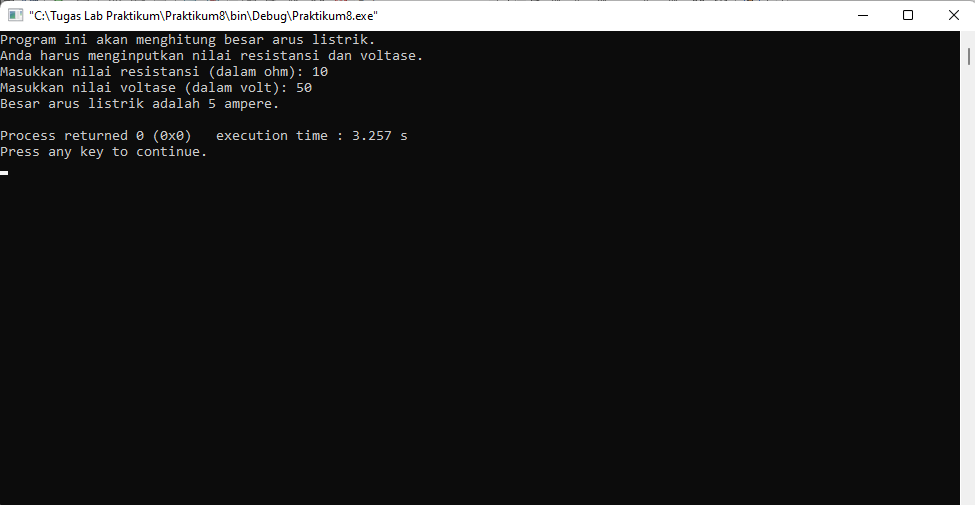 "C:\Tugas Lab Praktikum\Praktikum8\bin\Debug\Praktikum8.exe"
Program ini akan menghitung besar arus listrik.
Anda harus menginputkan nilai resistansi dan voltase.
Masukkan nilai resistansi (dalam ohm): 10
Masukkan nilai voltase (dalam volt): 50
Besar arus listrik adalah 5 ampere.
Process returned 0 (0x0)   execution time : 3.257 s
Press any key to continue.